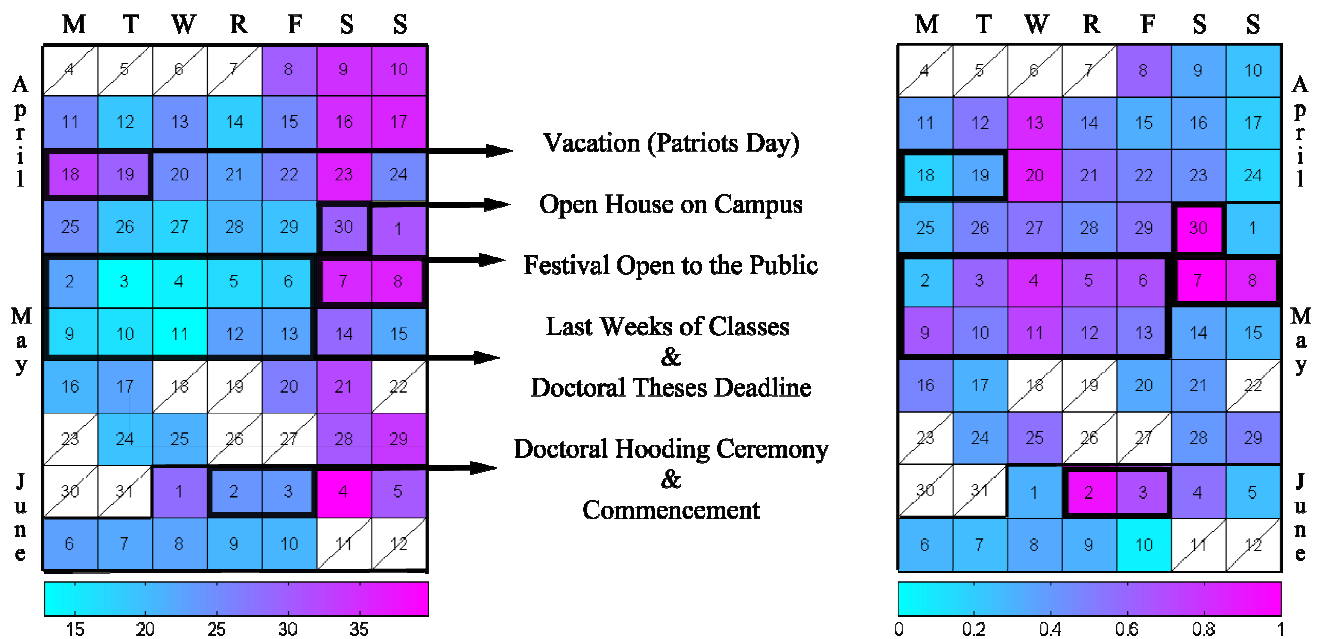 M T W R F S S
M T W R F S S
April
4 5 6 7 8 9 10
11 12 13 14 15 16 17
18 19 20 21 22 23 24
25 26 27 28 29 30 1
May
2 3 4 5 6 7 8
9 10 11 12 13 14 15
16 17 18 19 20 21 22
23 24 25 26 27 28 29
June
30 31 1 2 3 4 5
6 7 8 9 10 11 12
15 20 25 30 35
Vacation (Patriots Day)
Open House on Campus
Festival Open to the Public
Last Weeks of Classes
&
Doctoral Theses Deadline
Doctoral Hooding Ceremony
&
Commencement
4 5 6 7 8 9 10
11 12 13 14 15 16 17
18 19 20 21 22 23 24
25 26 27 28 29 30 1
2 3 4 5 6 7 8
9 10 11 12 13 14 15
16 17 18 19 20 21 22
23 24 25 26 27 28 29
30 31 1 2 3 4 5
6 7 8 9 10 11 12
April
May
June
0 0.2 0.4 0.6 0.8 1